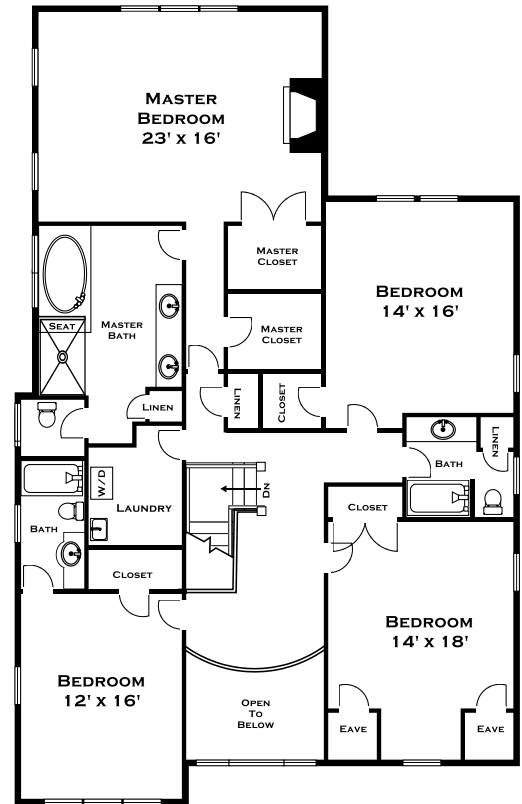 MASTER
BEDROOM
23' x 16'
MASTER
CLOSET
BEDROOM
14' x 16'
SEAT
MASTER
BATH
MASTER
CLOSET
LINEN
LINEN
CLOSET
LINEN
BATH
W/D
LAUNDRY
DN
CLOSET
BATH
CLOSET
BEDROOM
14' x 18'
BEDROOM
12' x 16'
OPEN
TO
BELOW
EAVE
EAVE